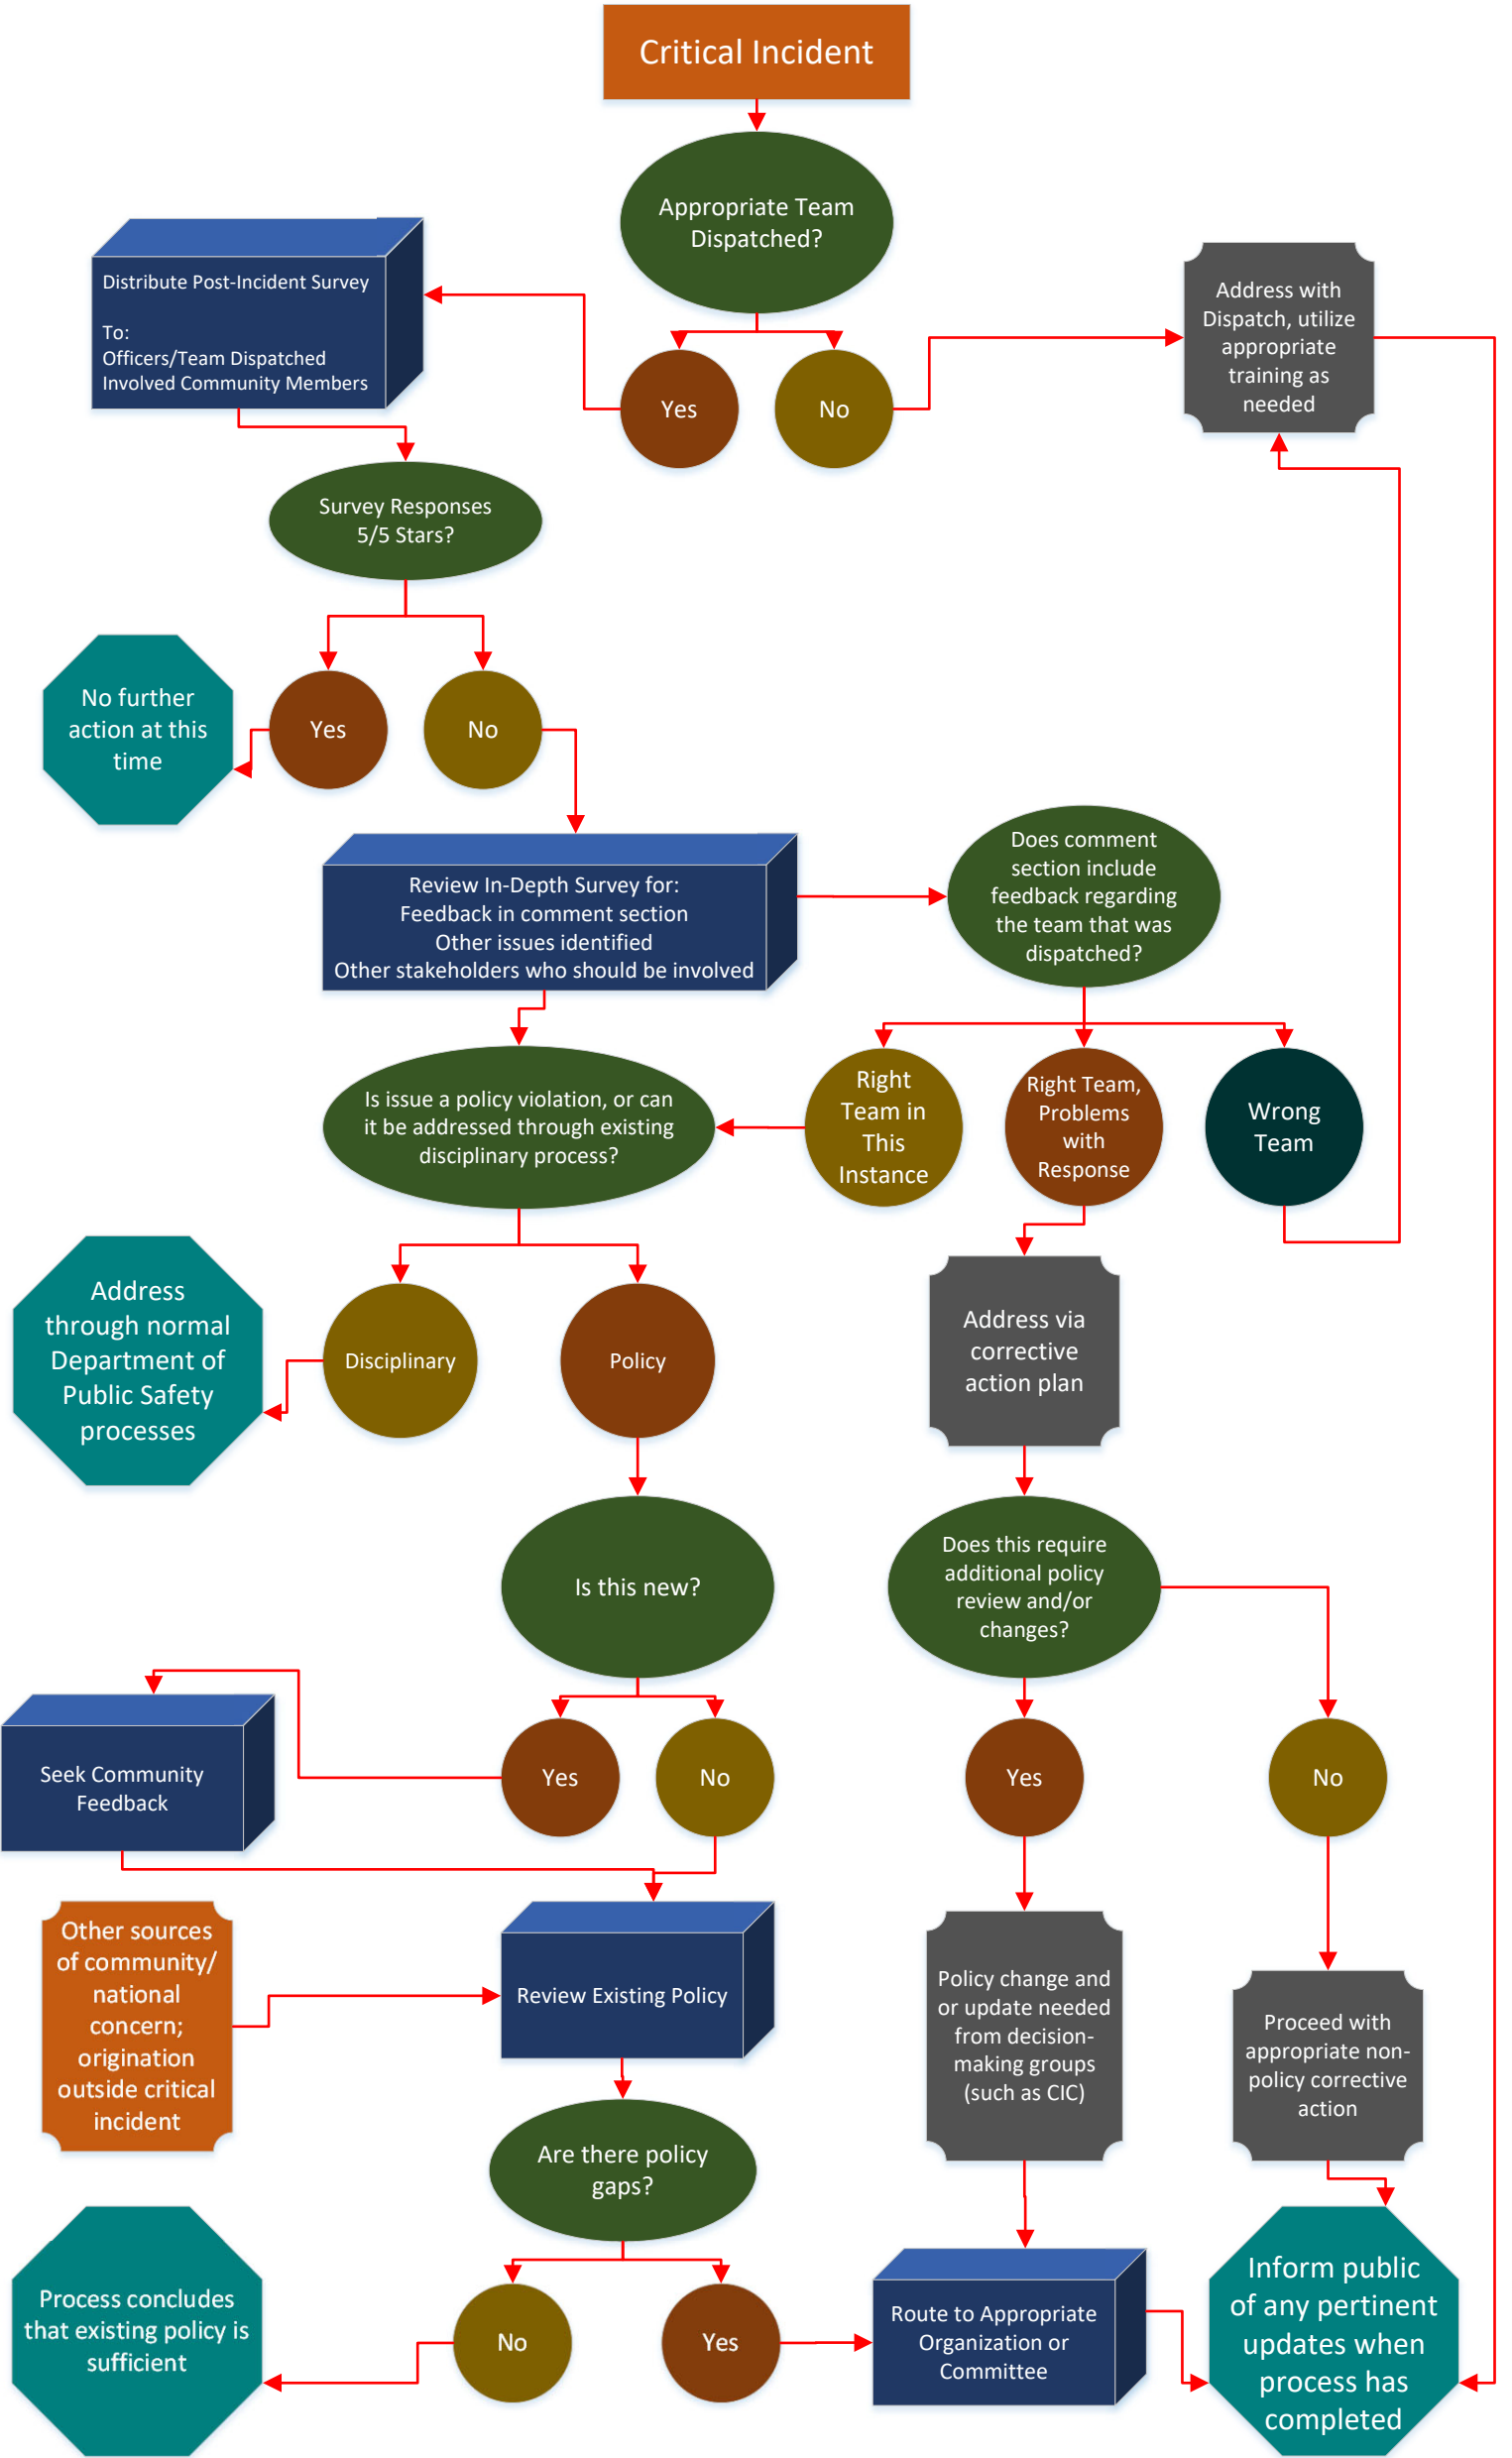 Critical Incident
Appropriate Team
Dispatched?
Distribute Post-Incident Survey
To:
Officers/Team Dispatched
Involved Community Members
Address with
Dispatch, utilize
appropriate
training as
needed
Yes
No
Survey Responses
5/5 Stars?
No further
action at this
time
Yes
No
Review In-Depth Survey for:
Feedback in comment section
Other issues identified
Other stakeholders who should be involved
Does comment
section include
feedback regarding
the team that was
dispatched?
Is issue a policy violation, or can
it be addressed through existing
disciplinary process?
Right
Team in
This
Instance
Right Team,
Problems
with
Response
Wrong
Team
Address
through normal
Department of
Public Safety
processes
Disciplinary
Policy
Address via
corrective
action plan
Is this new?
Does this require
additional policy
review and/or
changes?
Seek Community
Feedback
Yes
No
Yes
No
Other sources
of community/
national
concern;
origination
outside critical
incident
Review Existing Policy
Policy change and
or update needed
from decision-
making groups
(such as CIC)
Proceed with
appropriate non-
policy corrective
action
Are there policy
gaps?
Process concludes
that existing policy is
sufficient
No
Yes
Route to Appropriate
Organization or
Committee
Inform public
of any pertinent
updates when
process has
completed